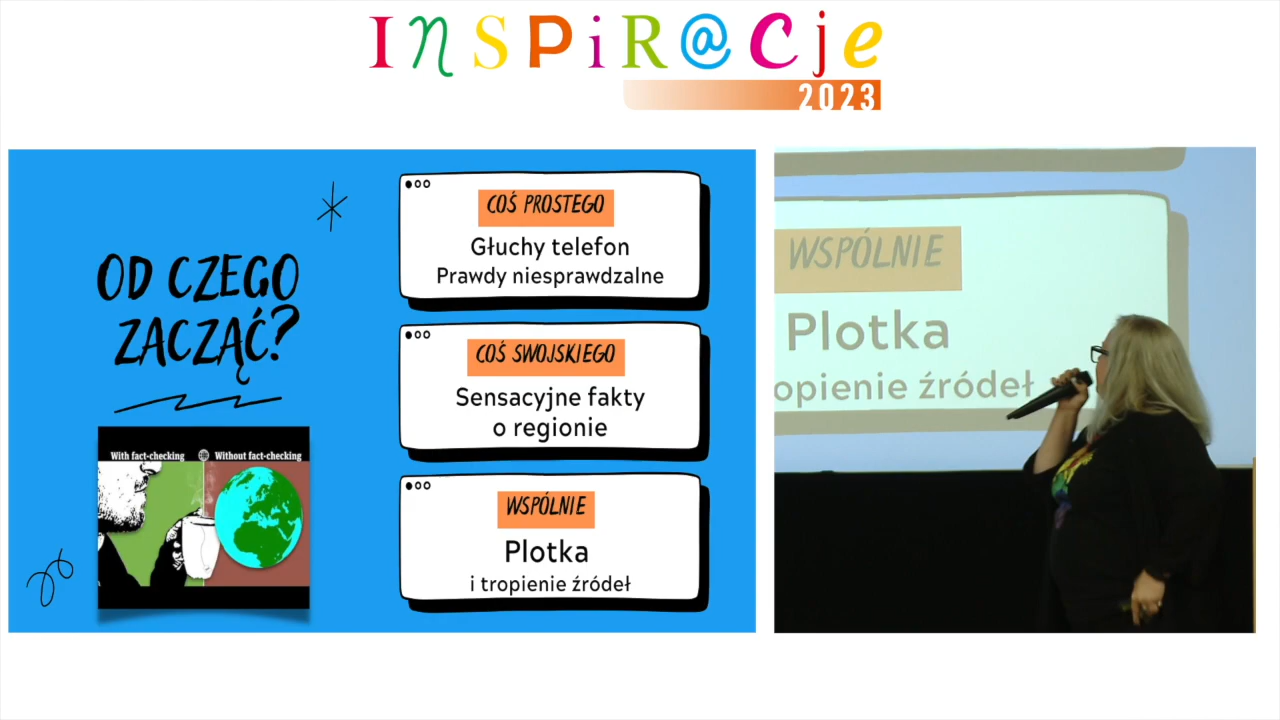 INSPiR@Cje
2023
OD CZEGO
ZACZĄĆ?
With fact-checking Without fact-checking
COŚ PROSTEGO
Głuchy telefon
Prawdy niesprawdzalne
COŚ SWOJSKIEGO
Sensacyjne fakty
o regionie
WSPÓLNIE
Plotka
i tropienie źródeł
WSPÓLNIE
Plotka
opienie źródeł